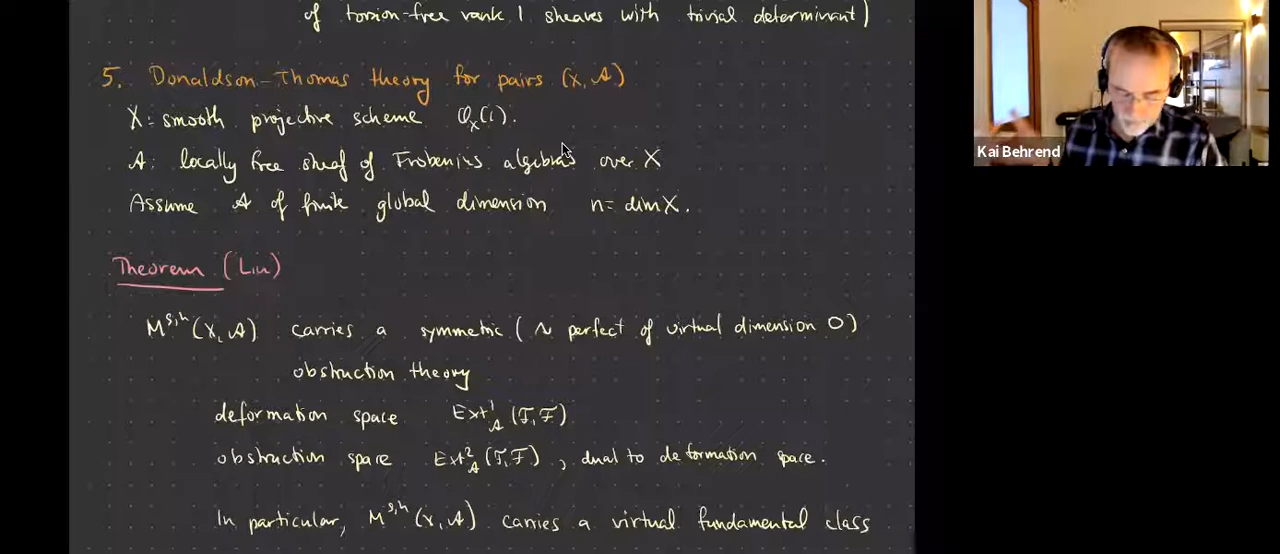 of torsion-free rank 1 sheaves with trivial determinant)
5. Donaldson-Thomas theory for pairs (X, A)
X: smooth projective scheme O_X(1).
A: locally free sheaf of Frobenius algebras over X
Assume A of finite global dimension n = dim X.
Theorem (Liu)
M^{s,h}(X, A) carries a symmetric (~ perfect of virtual dimension 0)
obstruction theory
deformation space Ext^1_A (F, F)
obstruction space Ext^2_A (F, F), dual to deformation space.
In particular, M^{s,h}(X, A) carries a virtual fundamental class
Kai Behrend